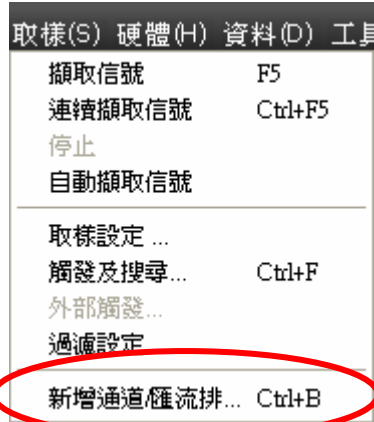 取樣(S) 硬體(H) 資料(D) 工具
擷取信號 F5
連續擷取信號 Ctrl+F5
停止
自動擷取信號
取樣設定 ...
觸發及搜尋... Ctrl+F
外部觸發...
過濾設定
新增通道/匯流排... Ctrl+B